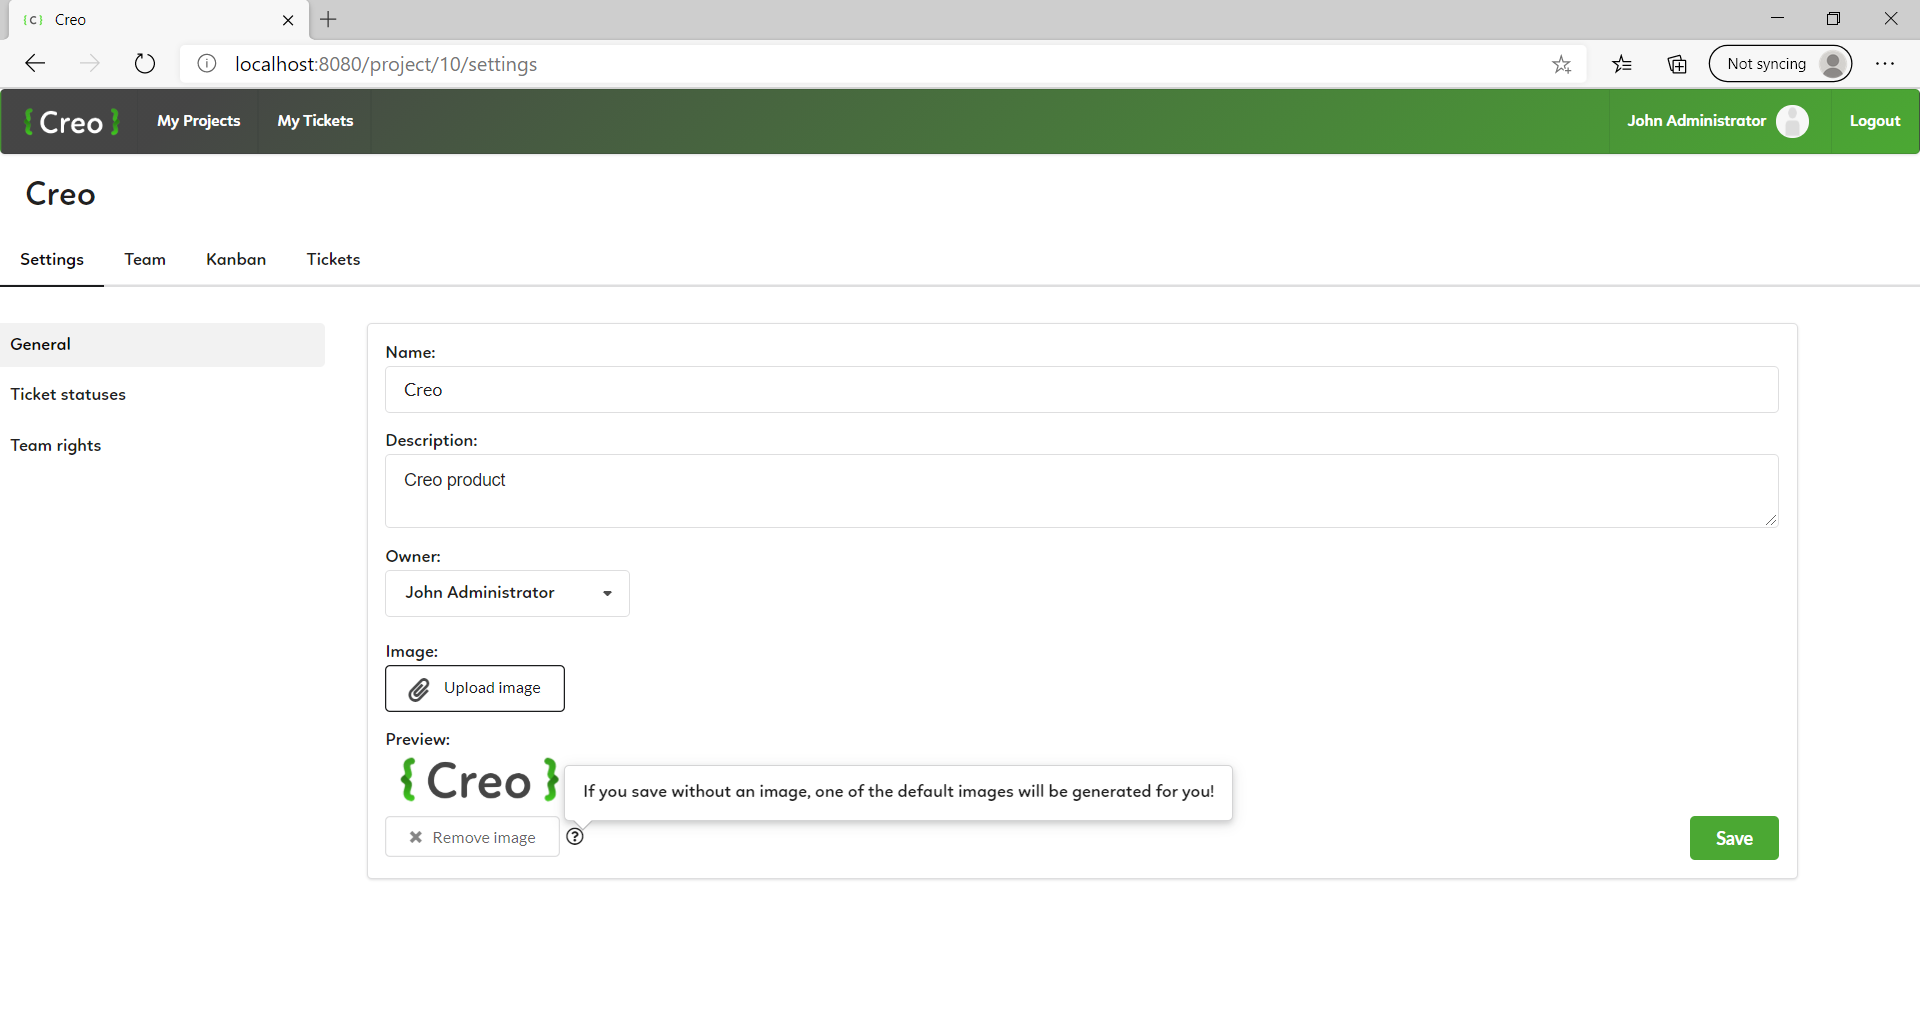 {C} Creo
localhost:8080/project/10/settings
Not syncing
{ Creo } My Projects My Tickets John Administrator Logout
Creo
Settings Team Kanban Tickets
General
Ticket statuses
Team rights
Name:
Creo
Description:
Creo product
Owner:
John Administrator
Image:
Upload image
Preview:
{ Creo }
If you save without an image, one of the default images will be generated for you!
Remove image ?
Save